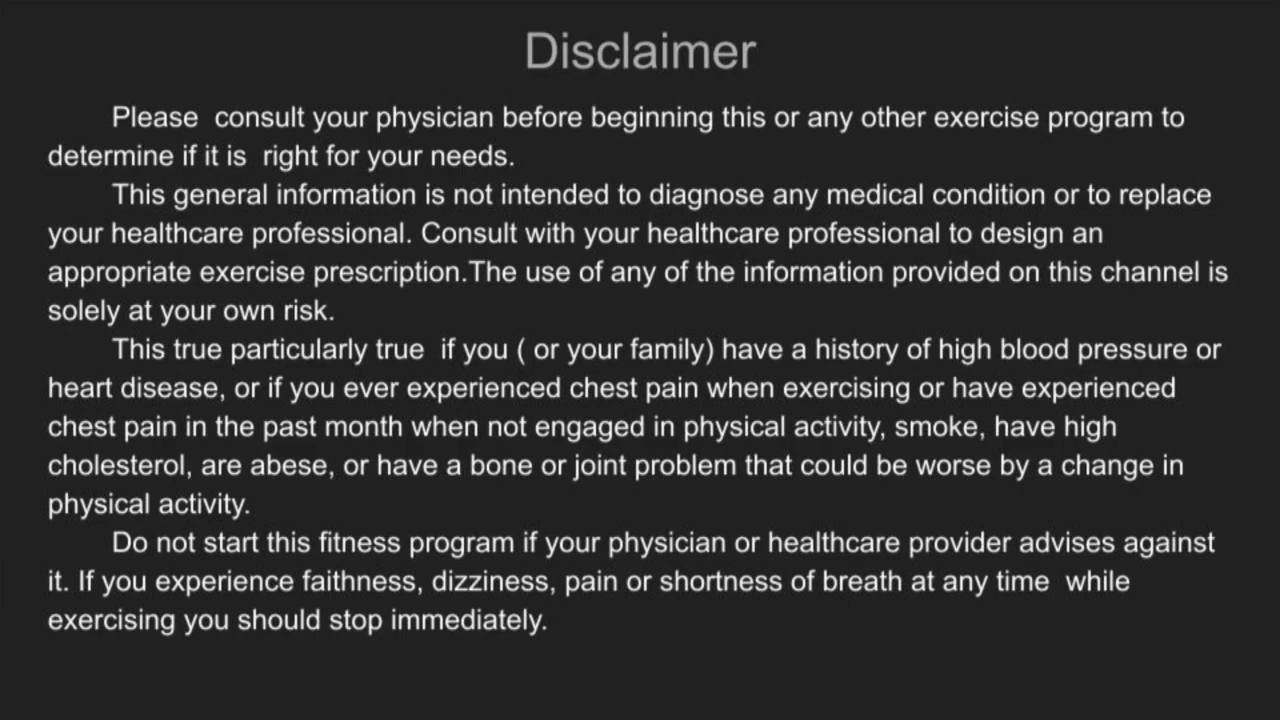 Disclaimer
Please  consult your physician before beginning this or any other exercise program to
determine if it is  right for your needs.
This general information is not intended to diagnose any medical condition or to replace
your healthcare professional. Consult with your healthcare professional to design an
appropriate exercise prescription.The use of any of the information provided on this channel is
solely at your own risk.
This true particularly true  if you ( or your family) have a history of high blood pressure or
heart disease, or if you ever experienced chest pain when exercising or have experienced
chest pain in the past month when not engaged in physical activity, smoke, have high
cholesterol, are abese, or have a bone or joint problem that could be worse by a change in
physical activity.
Do not start this fitness program if your physician or healthcare provider advises against
it. If you experience faithness, dizziness, pain or shortness of breath at any time  while
exercising you should stop immediately.